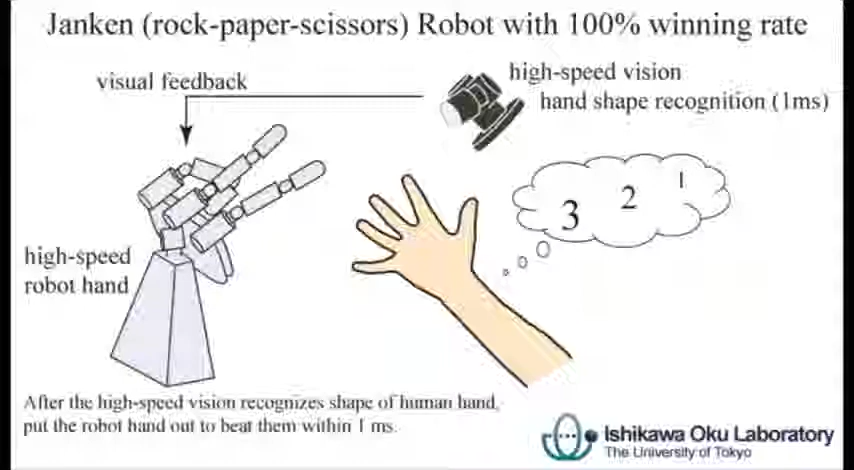 Janken (rock-paper-scissors) Robot with 100% winning rate
visual feedback
high-speed vision
hand shape recognition (1ms)
3 2 1
high-speed
robot hand
After the high-speed vision recognizes shape of human hand,
put the robot hand out to beat them within 1 ms.
Ishikawa Oku Laboratory
The University of Tokyo